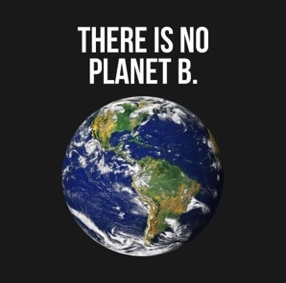 THERE IS NO
PLANET B.